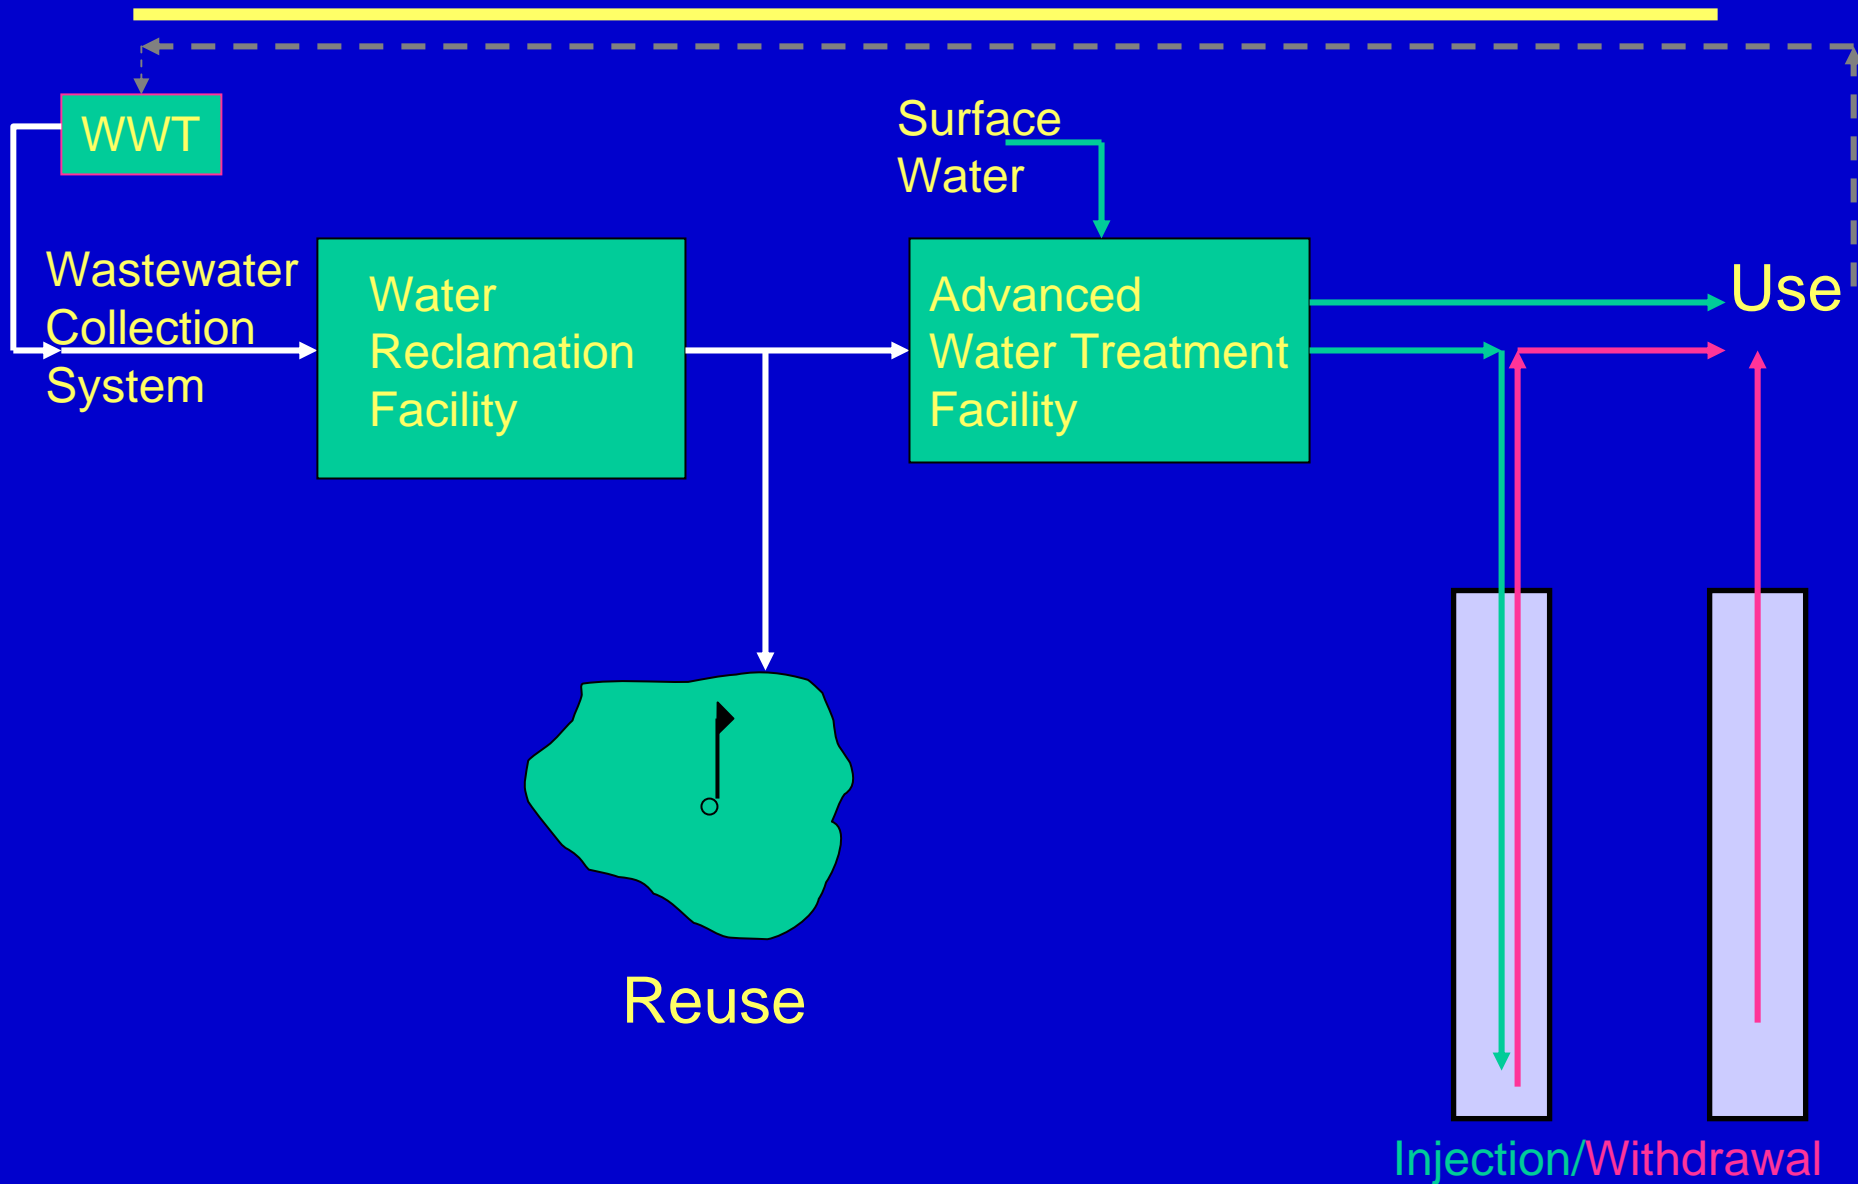 WWT
Surface
Water
Wastewater
Collection
System
Water
Reclamation
Facility
Advanced
Water Treatment
Facility
Use
Reuse
Injection/Withdrawal